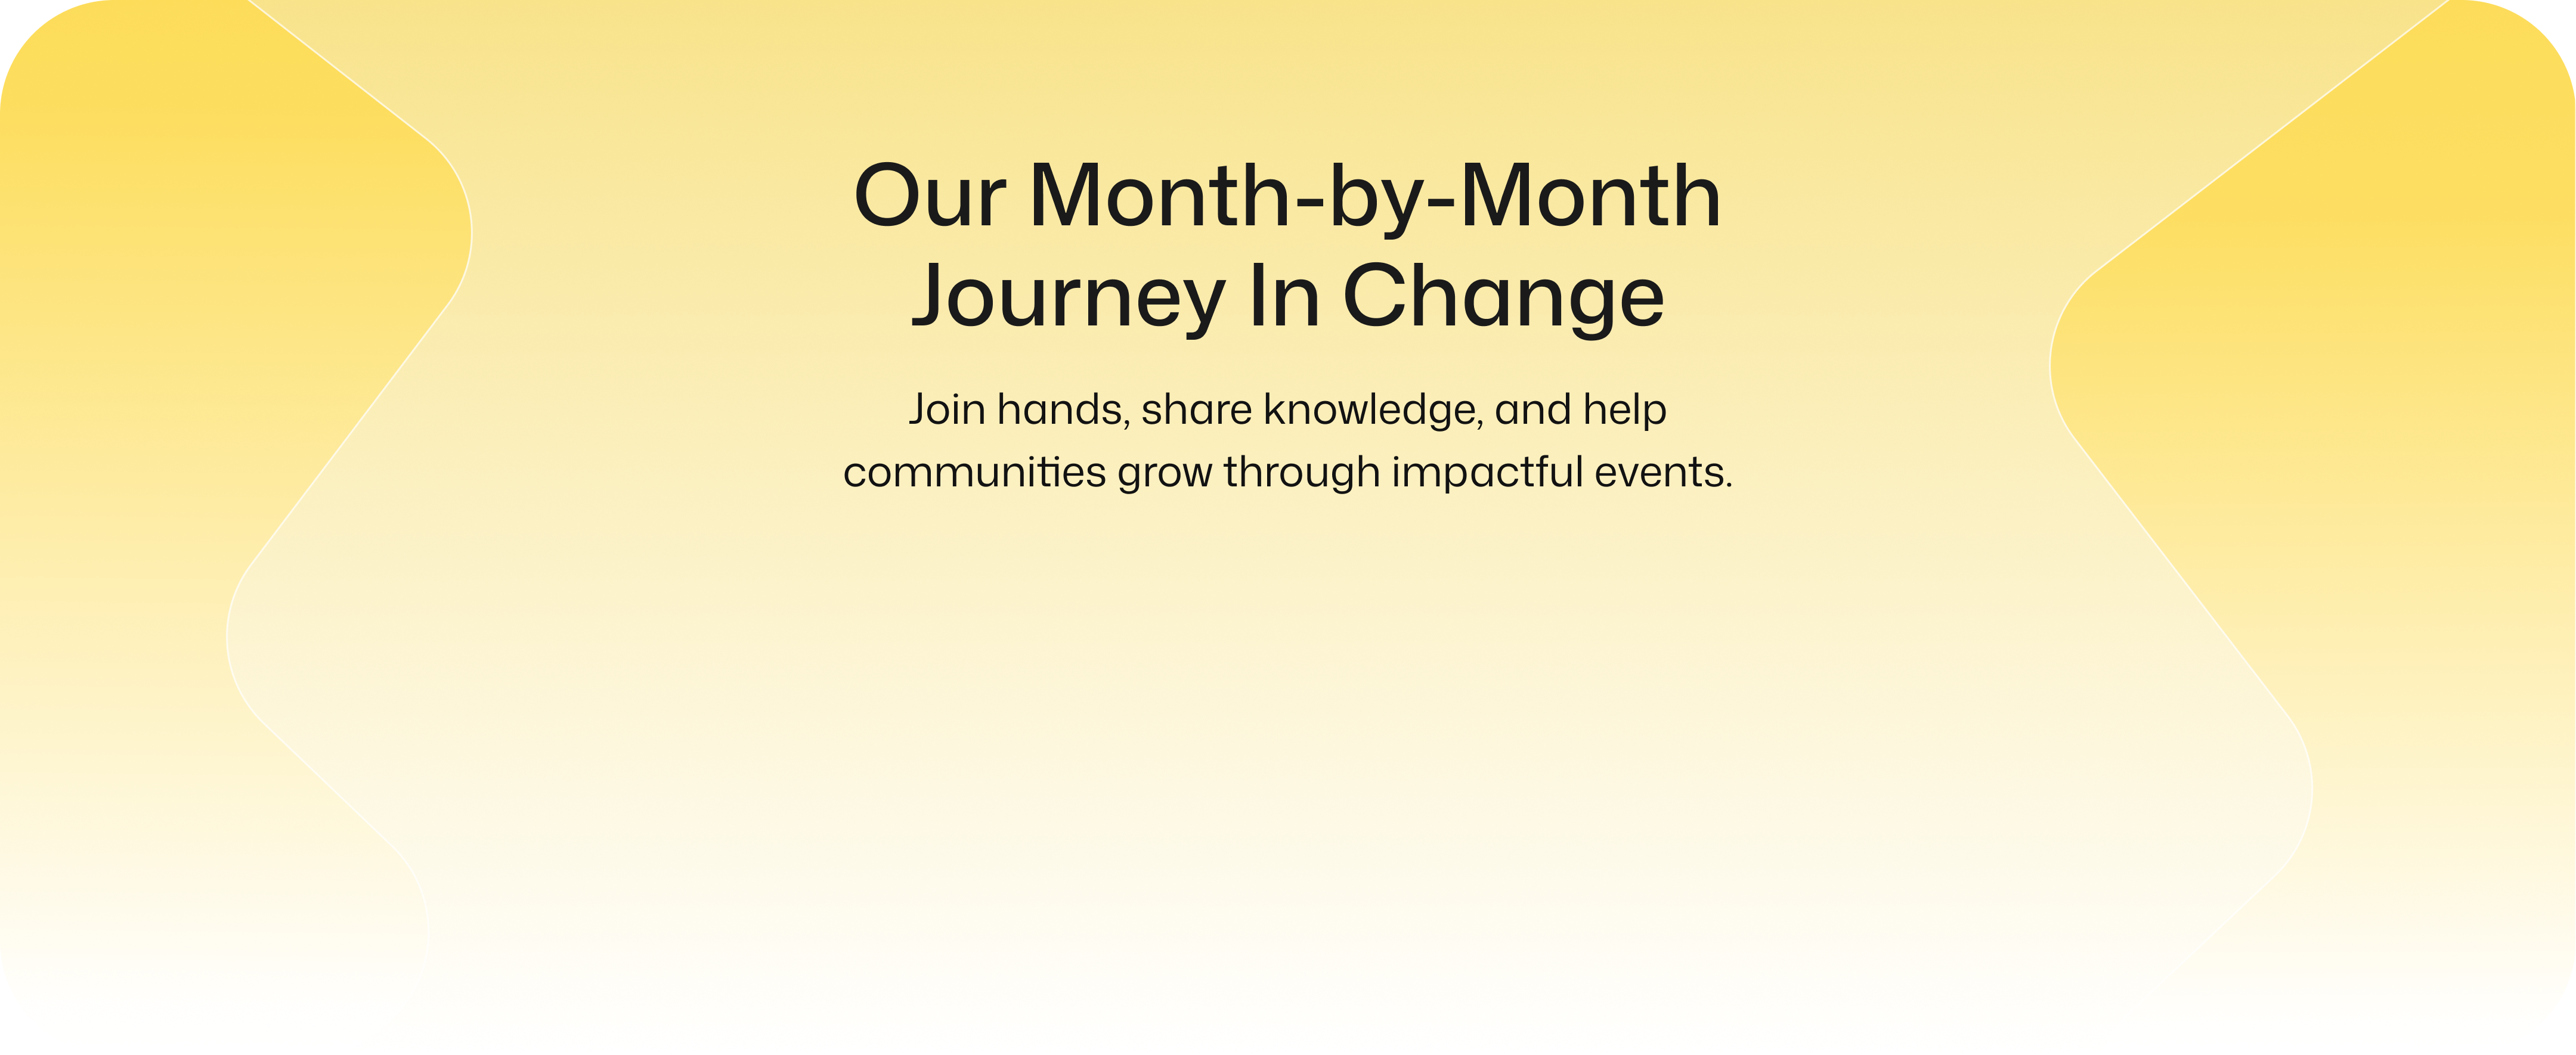 Our Month-by-Month
Journey In Change
Join hands, share knowledge, and help
communities grow through impactful events.